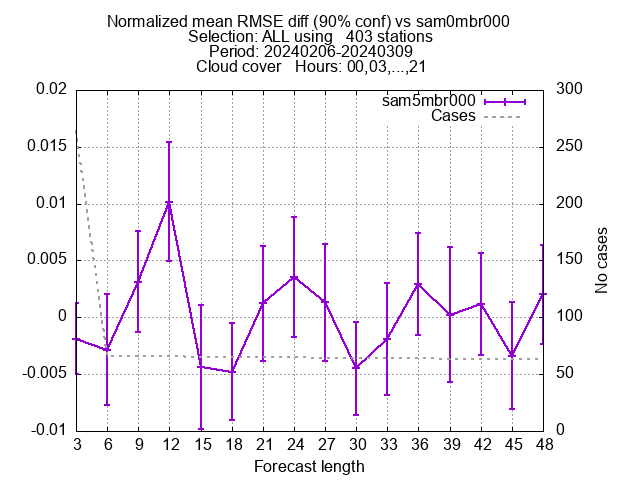 Normalized mean RMSE diff (90% conf) vs sam0mbr000
Selection: ALL using   403 stations
Period: 20240206-20240309
Cloud cover   Hours: 00,03,...,21
sam5mbr000
Cases
0.02
0.015
0.01
0.005
0
-0.005
-0.01
300
250
200
150
100
50
0
No cases
3 6 9 12 15 18 21 24 27 30 33 36 39 42 45 48
Forecast length